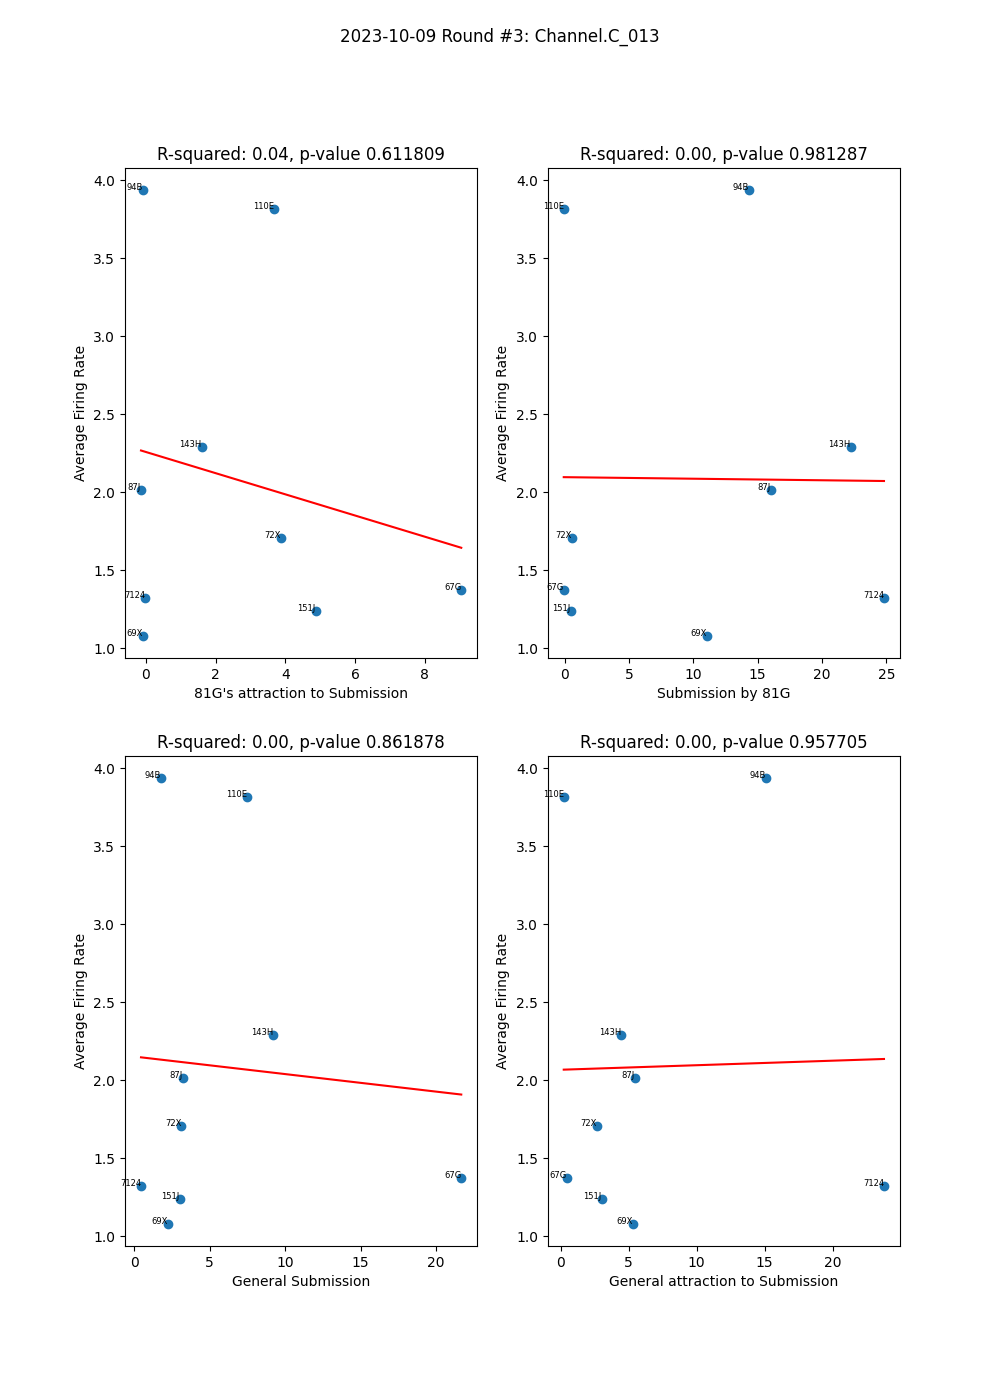 2023-10-09 Round #3: Channel.C_013
R-squared: 0.04, p-value 0.611809
4.0
3.5
3.0
2.5
2.0
1.5
1.0
Average Firing Rate
94B
110E
143H
87J
72X
67G
7124
151J
69X
0 2 4 6 8
81G's attraction to Submission
R-squared: 0.00, p-value 0.981287
4.0
3.5
3.0
2.5
2.0
1.5
1.0
Average Firing Rate
94B
110E
143H
87J
72X
67G
7124
151J
69X
0 5 10 15 20 25
Submission by 81G
R-squared: 0.00, p-value 0.861878
4.0
3.5
3.0
2.5
2.0
1.5
1.0
Average Firing Rate
94B
110E
143H
87J
72X
67G
7124
151J
69X
0 5 10 15 20
General Submission
R-squared: 0.00, p-value 0.957705
4.0
3.5
3.0
2.5
2.0
1.5
1.0
Average Firing Rate
94B
110E
143H
87J
72X
67G
7124
151J
69X
0 5 10 15 20
General attraction to Submission